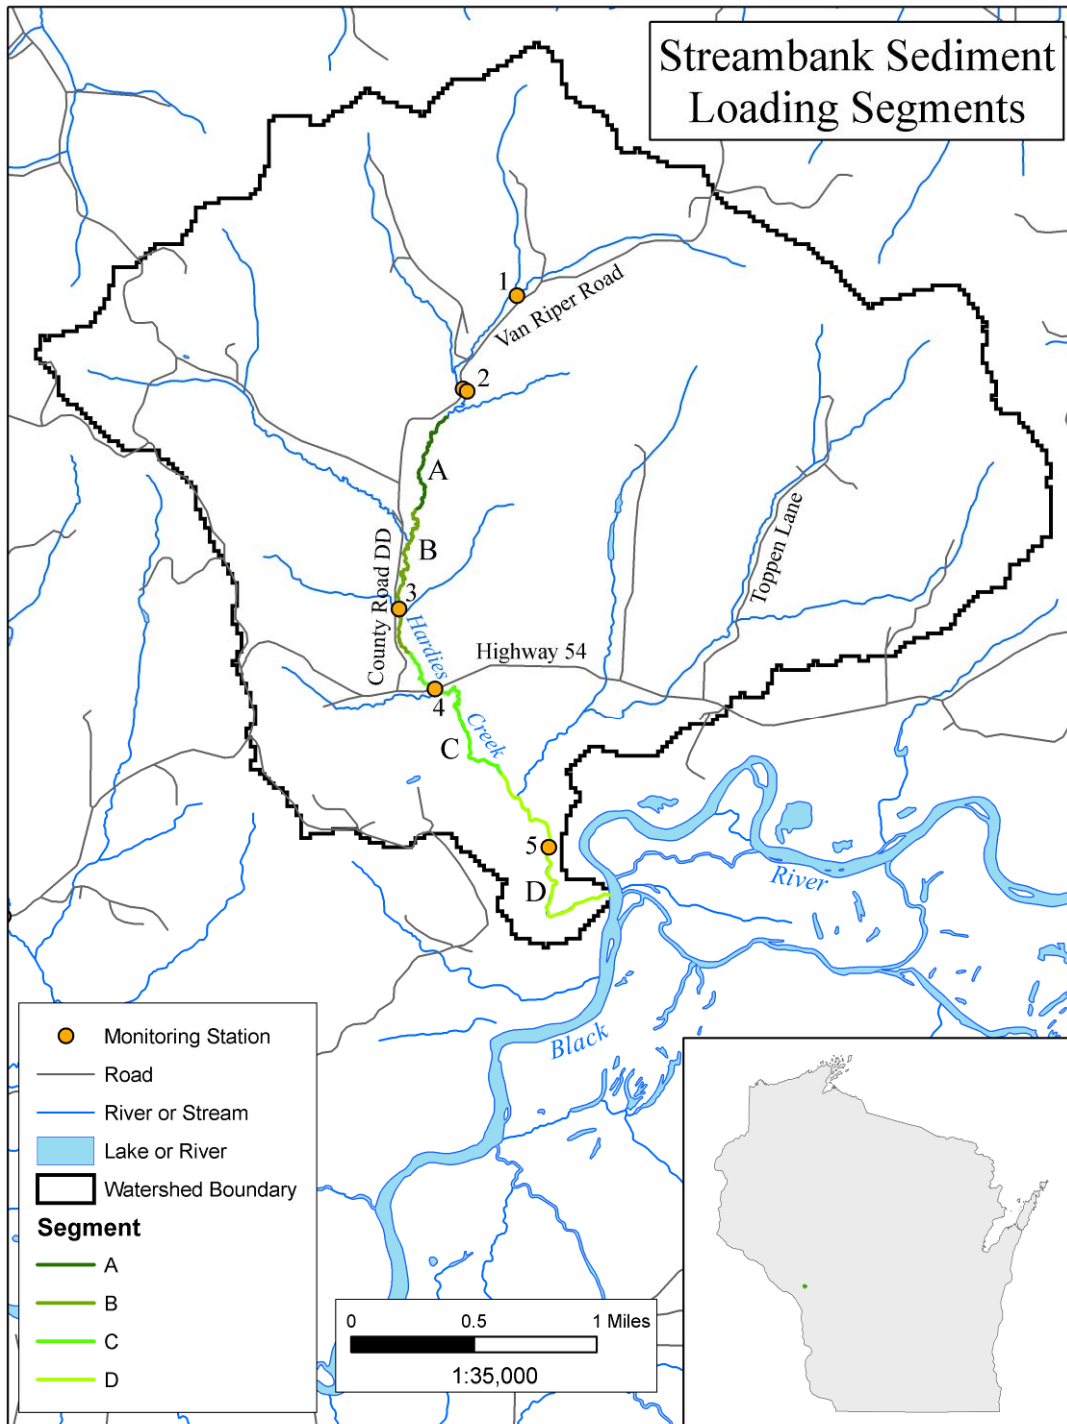 Streambank Sediment
Loading Segments
1
Van Riper Road
2
A
B
County Road DD
3
Hardies
Creek
Toppen Lane
Highway 54
4
C
5
D
River
Black
Monitoring Station
Road
River or Stream
Lake or River
Watershed Boundary
Segment
A
B
C
D
0 0.5 1 Miles
1:35,000